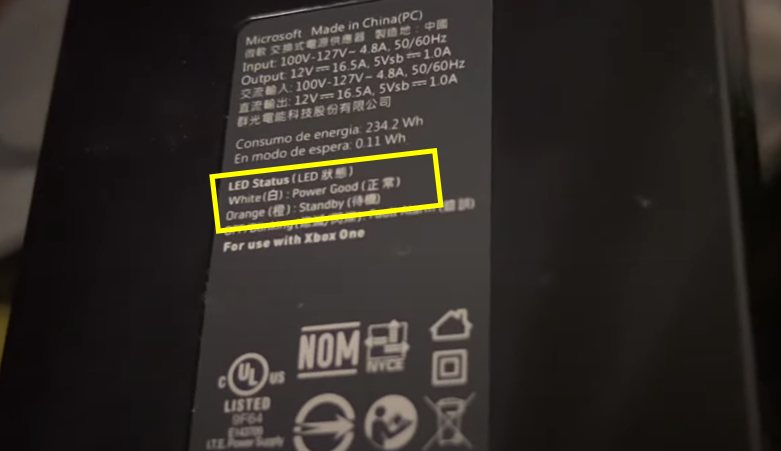 Microsoft Made in China(PC)
微軟 交換式電源供應器 製造地: 中國
Input: 100V-127V~ 4.8A, 50/60Hz
Output: 12V⎓16.5A, 5Vsb⎓1.0A
交流輸入: 100V-127V~ 4.8A, 50/60Hz
直流輸出: 12V⎓16.5A, 5Vsb⎓1.0A
群光電能科技股份有限公司
Consumo de energía: 234.2 Wh
En modo de espera: 0.11 Wh
LED Status (LED 狀態)
White(白) : Power Good (正常)
Orange (橙) : Standby (待機)
For use with Xbox One
NOM
NYCE
C UL US
LISTED
9F64
I.T.E. Power Supply